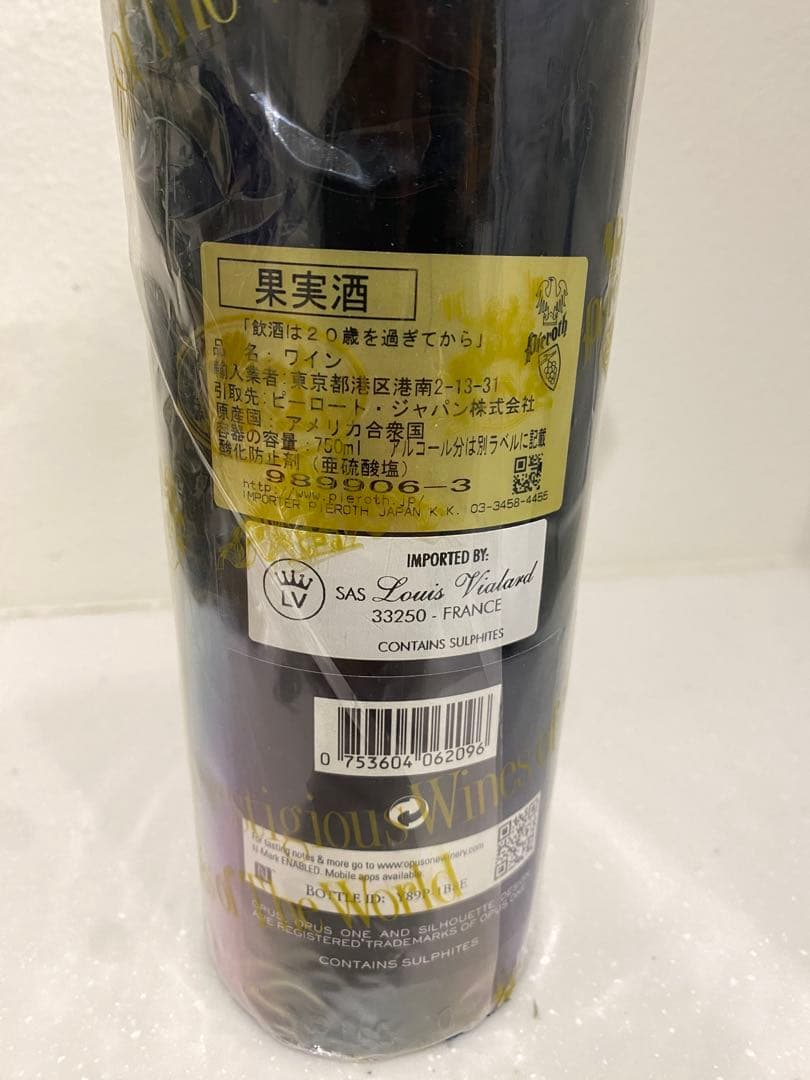 of the
果実酒
「飲酒は20歳を過ぎてから」
Pieroth
品 名: ワイン
輸入業者: 東京都港区港南2-13-31
引取先: ピーロート・ジャパン株式会社
原産国: アメリカ合衆国
容器の容量: 750ml アルコール分は別ラベルに記載
酸化防止剤 (亜硫酸塩)
989906-3
http://www.pieroth.jp/
IMPORTER PIEROTH JAPAN K.K. 03-3458-4455
IMPORTED BY:
LV
SAS Louis Vialard
33250 - FRANCE
CONTAINS SULPHITES
0 753604 062096
Prestigious Wines of
For tasting notes & more go to www.opusonewinery.com
N-Mark ENABLED. Mobile apps available.
BOTTLE ID:
The World
OPUS, OPUS ONE AND SILHOUETTE DESIGN
ARE REGISTERED TRADEMARKS OF OPUS ONE
CONTAINS SULPHITES